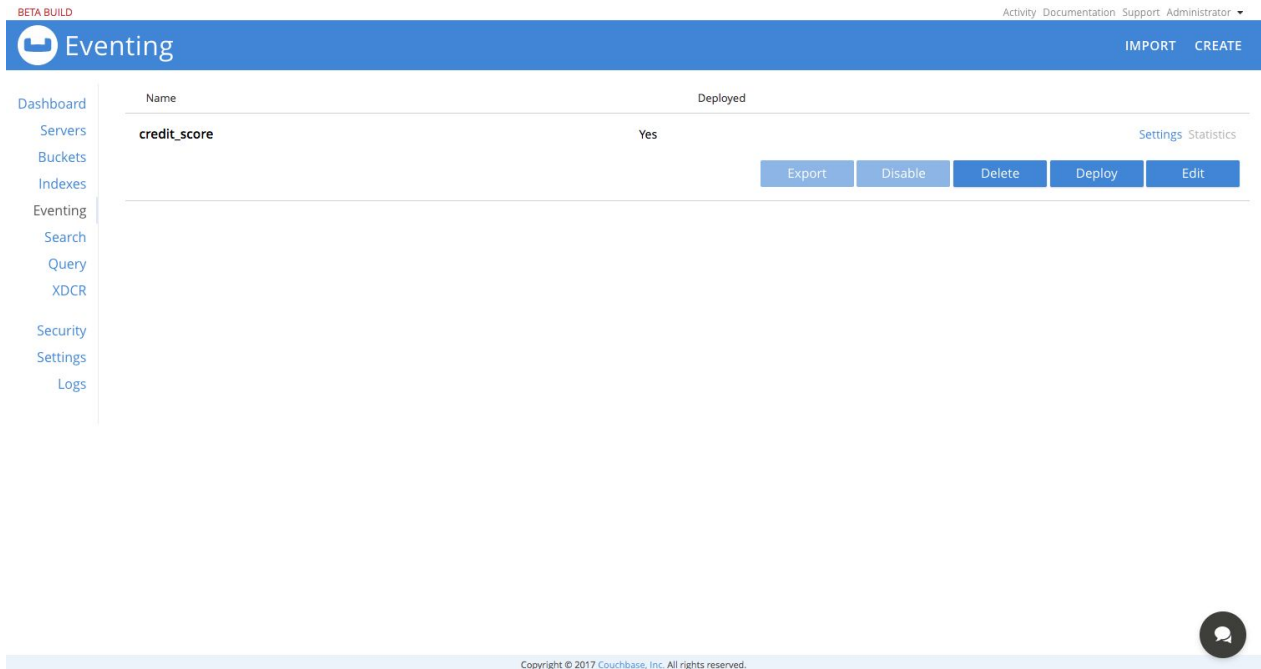 BETA BUILD
Activity Documentation Support Administrator
Eventing
IMPORT CREATE
Dashboard
Servers
Buckets
Indexes
Eventing
Search
Query
XDCR
Security
Settings
Logs
Name Deployed
credit_score Yes Settings Statistics
Export Disable Delete Deploy Edit
Copyright © 2017 Couchbase, Inc. All rights reserved.